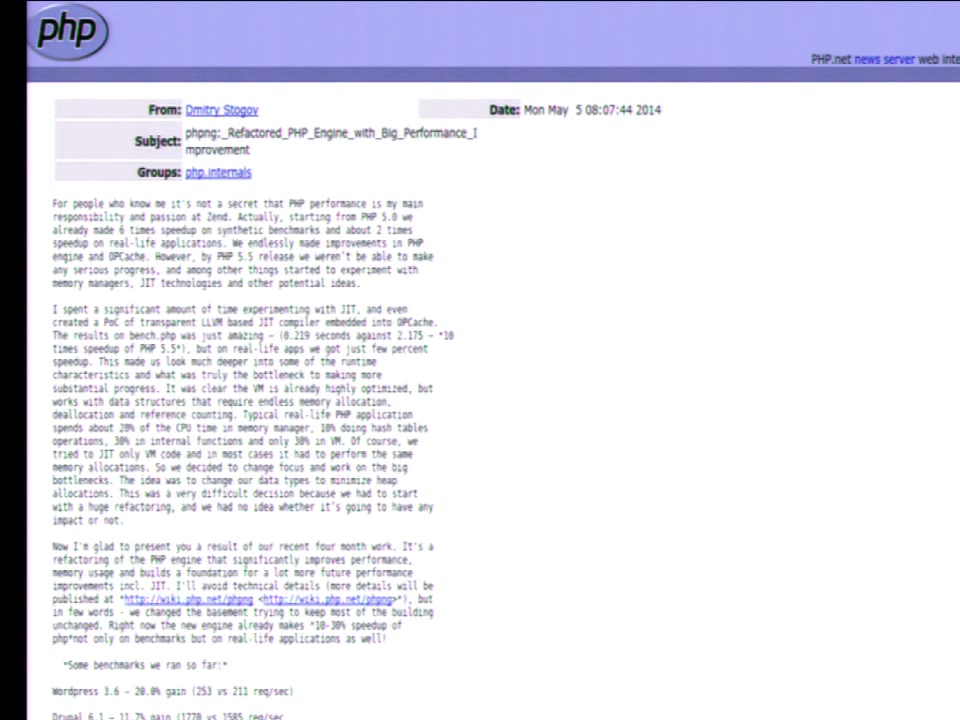 php
PHP.net news server web inte
From: Dmitry Stogov Date: Mon May 5 08:07:44 2014
Subject: phpng:_Refactored_PHP_Engine_with_Big_Performance_I
mprovement
Groups: php.internals
For people who know me it's not a secret that PHP performance is my main
responsibility and passion at Zend. Actually, starting from PHP 5.0 we
already made 6 times speedup on synthetic benchmarks and about 2 times
speedup on real-life applications. We endlessly made improvements in PHP
engine and OPCache. However, by PHP 5.5 release we weren't be able to make
any serious progress, and among other things started to experiment with
memory managers, JIT technologies and other potential ideas.
I spent a significant amount of time experimenting with JIT, and even
created a PoC of transparent LLVM based JIT compiler embedded into OPCache.
The results on bench.php was just amazing – (0.219 seconds against 2.175 – *10
times speedup of PHP 5.5*), but on real-life apps we got just few percent
speedup. This made us look much deeper into some of the runtime
characteristics and what was truly the bottleneck to making more
substantial progress. It was clear the VM is already highly optimized, but
works with data structures that require endless memory allocation,
deallocation and reference counting. Typical real-life PHP application
spends about 20% of the CPU time in memory manager, 10% doing hash tables
operations, 30% in internal functions and only 30% in VM. Of course, we
tried to JIT only VM code and in most cases it had to perform the same
memory allocations. So we decided to change focus and work on the big
bottlenecks. The idea was to change our data types to minimize heap
allocations. This was a very difficult decision because we had to start
with a huge refactoring, and we had no idea whether it's going to have any
impact or not.
Now I'm glad to present you a result of our recent four month work. It's a
refactoring of the PHP engine that significantly improves performance,
memory usage and builds a foundation for a lot more future performance
improvements incl. JIT. I'll avoid technical details (more details will be
published at *http://wiki.php.net/phpng <http://wiki.php.net/phpng>*), but
in few words - we changed the basement trying to keep most of the building
unchanged. Right now the new engine already makes *10-30% speedup of
php*not only on benchmarks but on real-life applications as well!
*Some benchmarks we ran so far:*
Wordpress 3.6 – 20.0% gain (253 vs 211 req/sec)
Drupal 6.1 – 11.7% gain (1770 vs 1585 req/sec